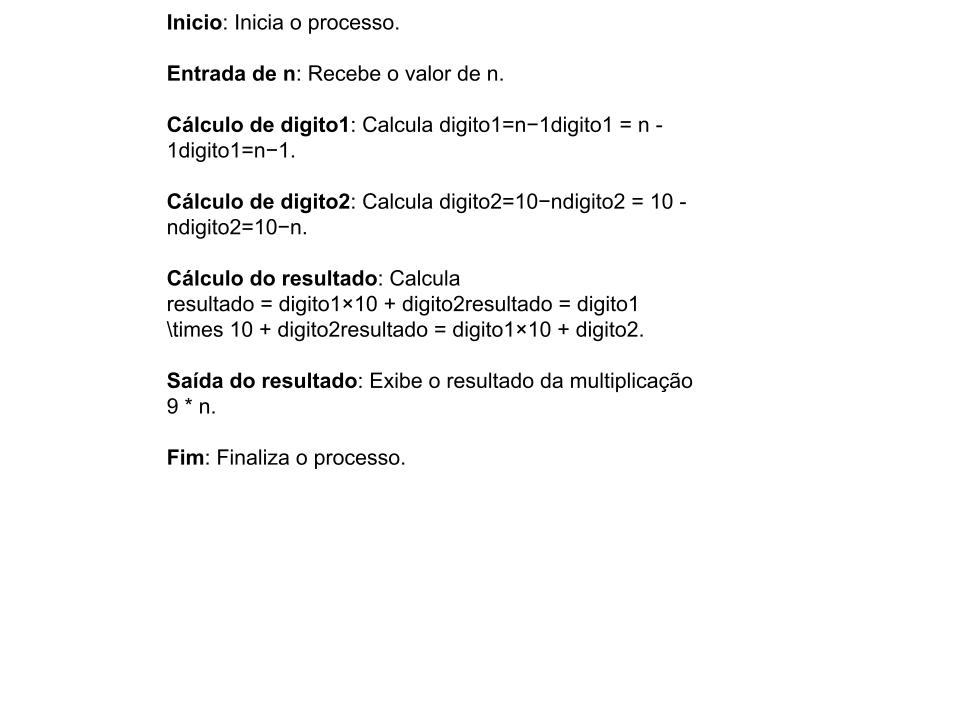 Inicio: Inicia o processo.
Entrada de n: Recebe o valor de n.
Cálculo de digito1: Calcula digito1=n−1digito1 = n -
1digito1=n−1.
Cálculo de digito2: Calcula digito2=10−ndigito2 = 10 -
ndigito2=10−n.
Cálculo do resultado: Calcula
resultado = digito1×10 + digito2resultado = digito1
\times 10 + digito2resultado = digito1×10 + digito2.
Saída do resultado: Exibe o resultado da multiplicação
9 * n.
Fim: Finaliza o processo.